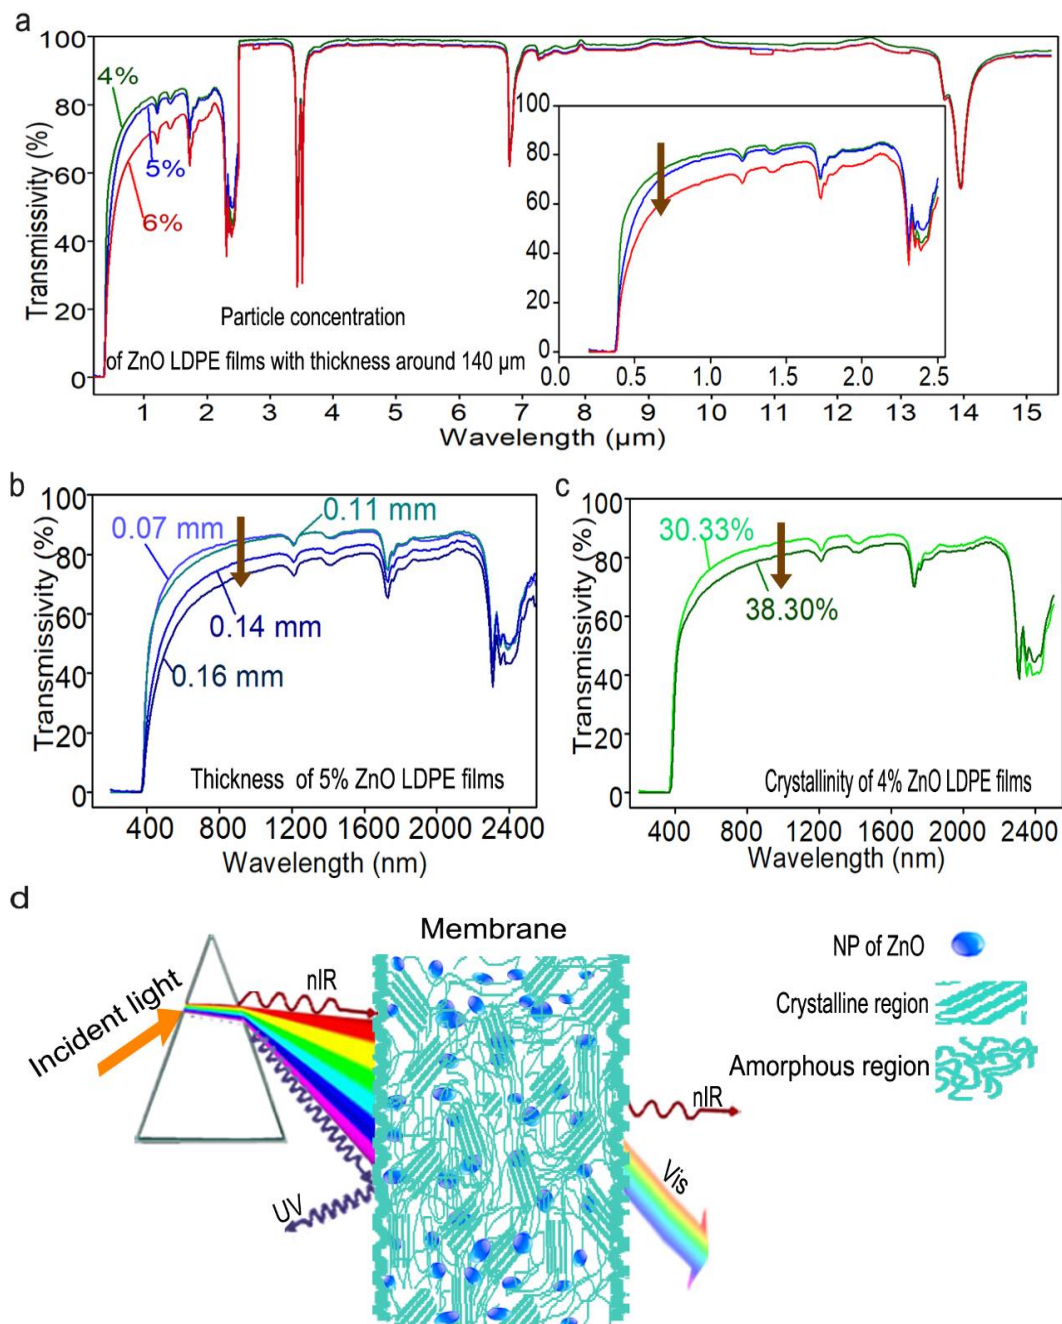 a
100
80
60
40
20
0
Transmissivity (%)
4%
5%
6%
Particle concentration
of ZnO LDPE films with thickness around 140 μm
100
80
60
40
20
0
0.0 0.5 1.0 1.5 2.0 2.5
1 2 3 4 5 6 7 8 9 10 11 12 13 14 15
Wavelength (μm)
b
100
80
60
40
20
0
Transmissivity (%)
0.07 mm
0.11 mm
0.14 mm
0.16 mm
Thickness of 5% ZnO LDPE films
400 800 1200 1600 2000 2400
Wavelength (nm)
c
100
80
60
40
20
0
Transmissivity (%)
30.33%
38.30%
Crystallinity of 4% ZnO LDPE films
400 800 1200 1600 2000 2400
Wavelength (nm)
d
Membrane
Incident light
nIR
UV
nIR
Vis
NP of ZnO
Crystalline region
Amorphous region